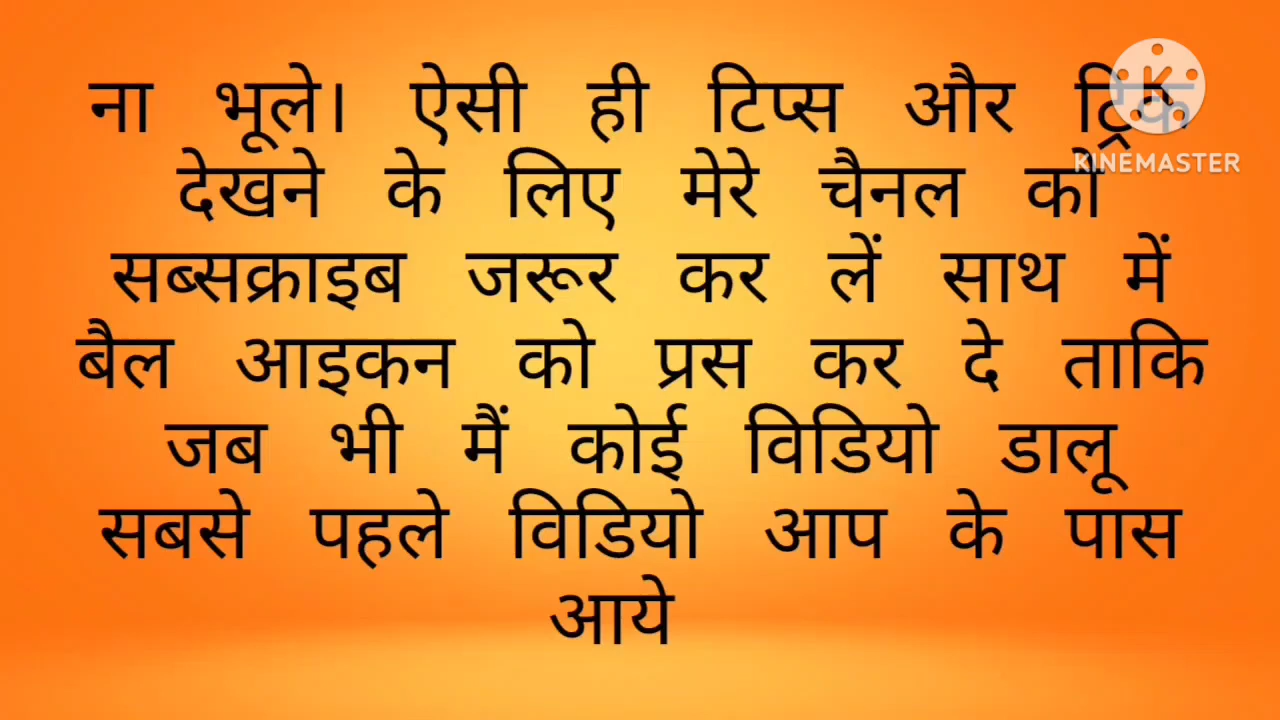 ना भूले। ऐसी ही टिप्स और ट्रिक
देखने के लिए मेरे चैनल को
सब्सक्राइब जरूर कर लें साथ में
बैल आइकन को प्रस कर दे ताकि
जब भी मैं कोई विडियो डालू
सबसे पहले विडियो आप के पास
आये
KINEMASTER